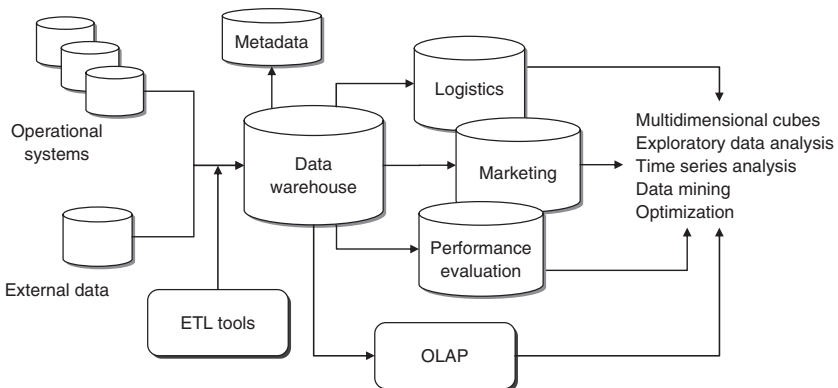 Metadata
Logistics
Operational
systems
Data
warehouse
Marketing
Multidimensional cubes
Exploratory data analysis
Time series analysis
Data mining
Optimization
Performance
evaluation
External data
ETL tools
OLAP